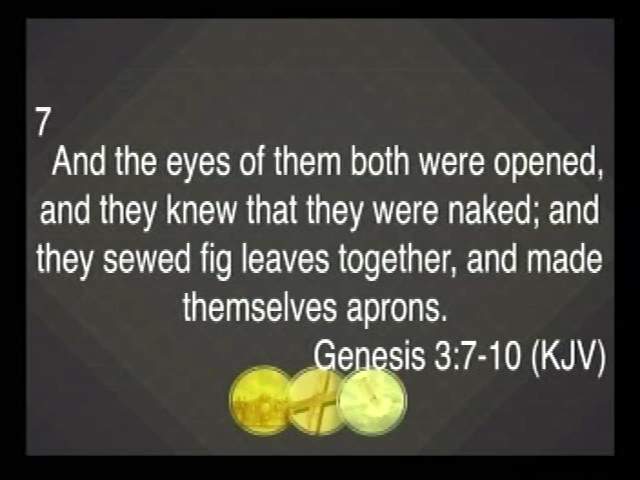 7
And the eyes of them both were opened,
and they knew that they were naked; and
they sewed fig leaves together, and made
themselves aprons.
Genesis 3:7-10 (KJV)